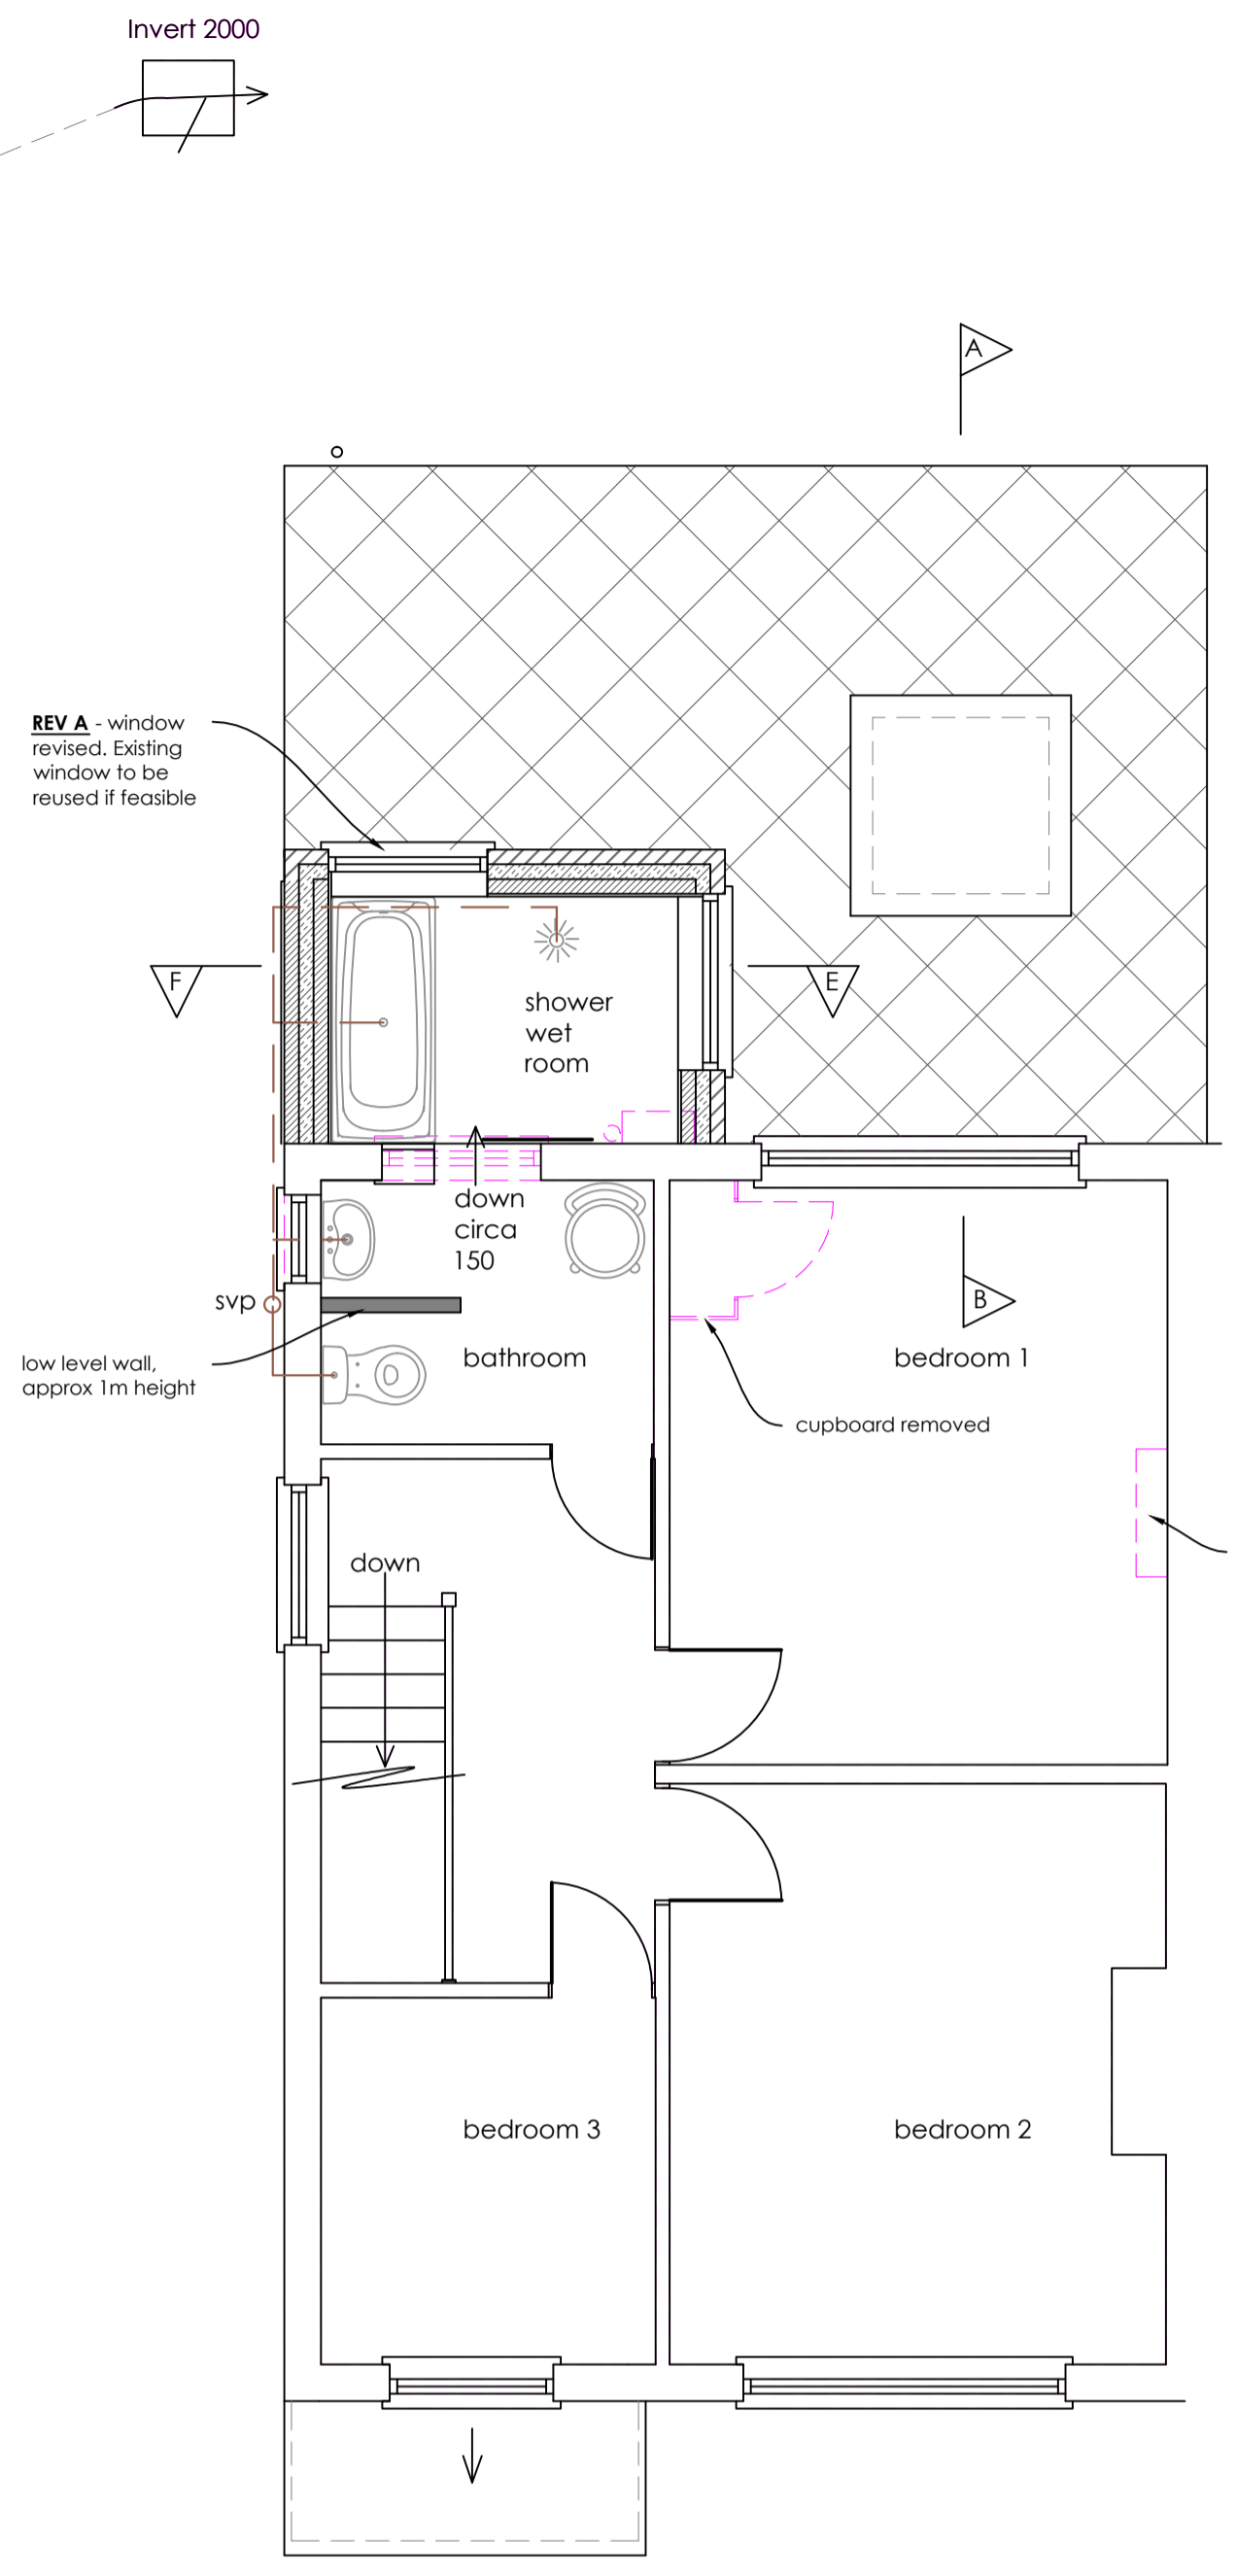 Invert 2000
A
REV A - window
revised. Existing
window to be
reused if feasible
F
E
shower
wet
room
down
circa
150
svp
B
low level wall,
approx 1m height
bathroom
bedroom 1
cupboard removed
down
bedroom 3
bedroom 2